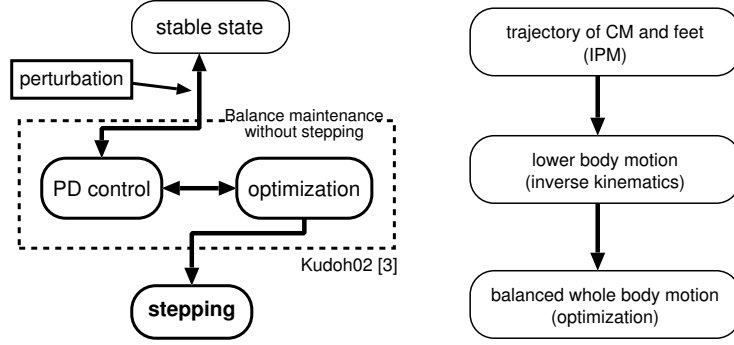 stable state
perturbation
Balance maintenance
without stepping
PD control
optimization
Kudoh02 [3]
stepping
trajectory of CM and feet
(IPM)
lower body motion
(inverse kinematics)
balanced whole body motion
(optimization)